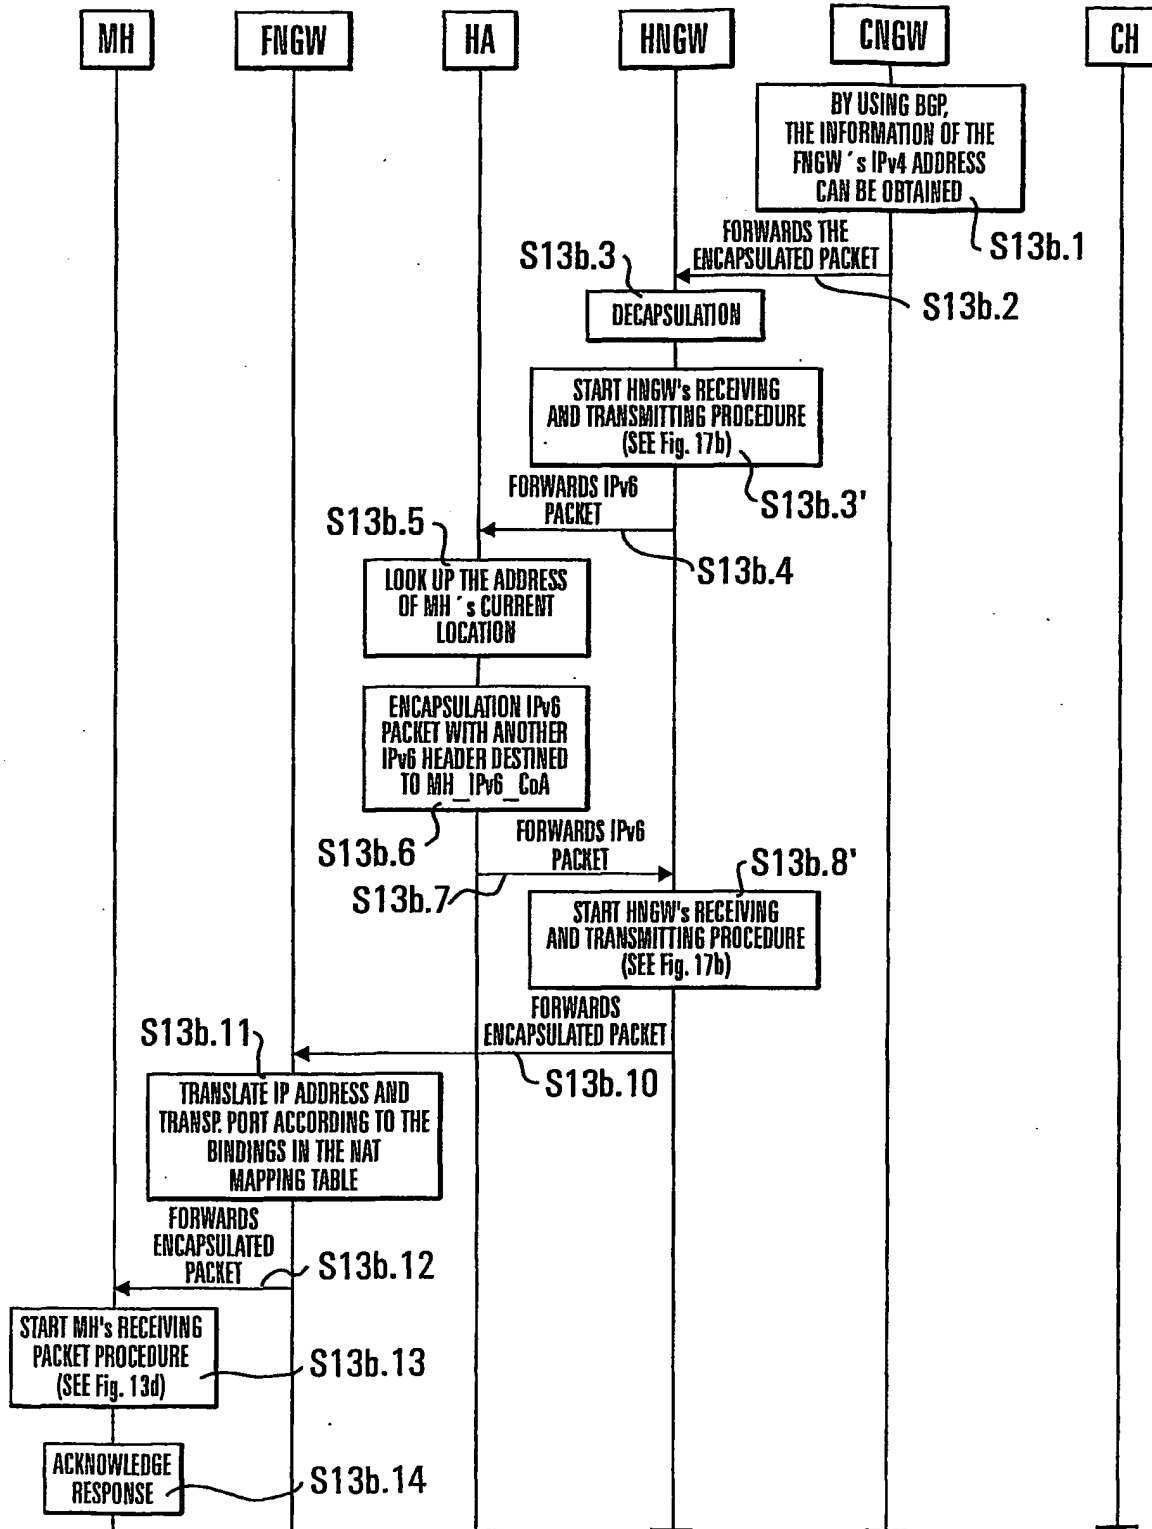 MH
FNGW
HA
HNGW
CNGW
CH
BY USING BGP,
THE INFORMATION OF THE
FNGW´s IPv4 ADDRESS
CAN BE OBTAINED
S13b.1
FORWARDS THE
ENCAPSULATED PACKET
S13b.2
S13b.3
DECAPSULATION
START HNGW's RECEIVING
AND TRANSMITTING PROCEDURE
(SEE Fig. 17b)
S13b.3'
FORWARDS IPv6
PACKET
S13b.4
S13b.5
LOOK UP THE ADDRESS
OF MH´s CURRENT
LOCATION
ENCAPSULATION IPv6
PACKET WITH ANOTHER
IPv6 HEADER DESTINED
TO MH_IPv6_CoA
S13b.6
FORWARDS IPv6
PACKET
S13b.7
S13b.8'
START HNGW's RECEIVING
AND TRANSMITTING PROCEDURE
(SEE Fig. 17b)
FORWARDS
ENCAPSULATED PACKET
S13b.10
S13b.11
TRANSLATE IP ADDRESS AND
TRANSP. PORT ACCORDING TO THE
BINDINGS IN THE NAT
MAPPING TABLE
FORWARDS
ENCAPSULATED
PACKET
S13b.12
START MH's RECEIVING
PACKET PROCEDURE
(SEE Fig. 13d)
S13b.13
ACKNOWLEDGE
RESPONSE
S13b.14